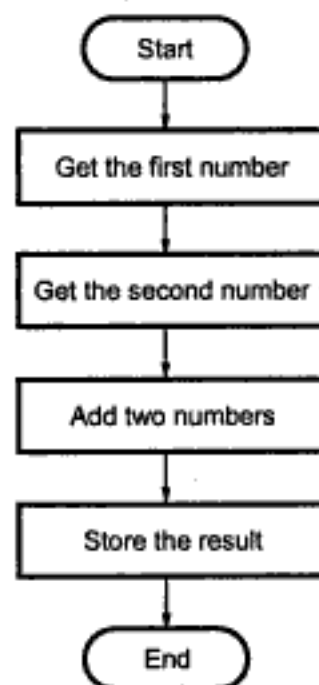 Start
Get the first number
Get the second number
Add two numbers
Store the result
End